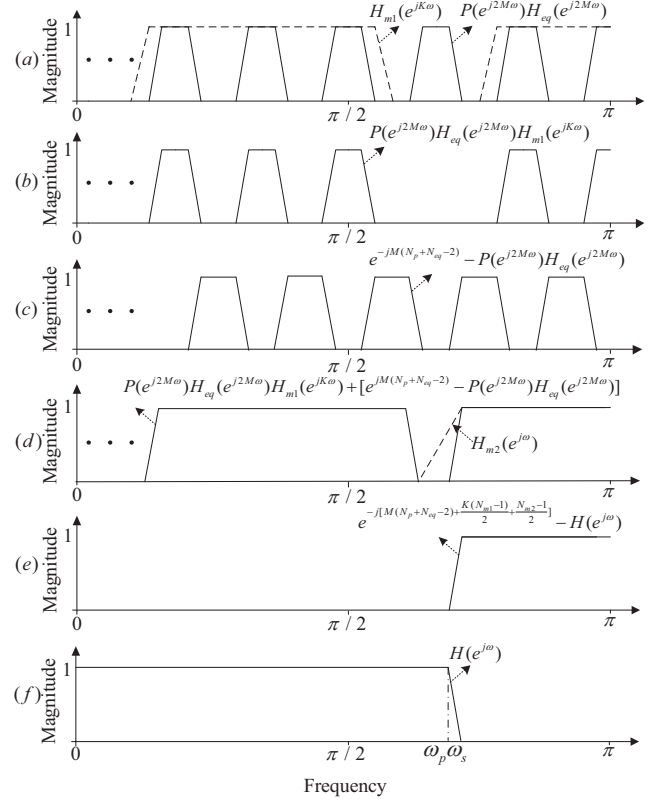 (a)
Magnitude
1
H_{m1}(e^{jKω})
P(e^{j2Mω})H_{eq}(e^{j2Mω})
0
π / 2
π
(b)
Magnitude
1
P(e^{j2Mω})H_{eq}(e^{j2Mω})H_{m1}(e^{jKω})
0
π / 2
π
(c)
Magnitude
1
e^{-jM(N_p+N_{eq}-2)} - P(e^{j2Mω})H_{eq}(e^{j2Mω})
0
π / 2
π
P(e^{j2Mω})H_{eq}(e^{j2Mω})H_{m1}(e^{jKω}) + [e^{jM(N_p+N_{eq}-2)} - P(e^{j2Mω})H_{eq}(e^{j2Mω})]
(d)
Magnitude
1
H_{m2}(e^{jω})
0
π / 2
π
e^{-j[M(N_p+N_{eq}-2)+\frac{K(N_{m1}-1)}{2}+\frac{N_{m2}-1}{2}]} - H(e^{jω})
(e)
Magnitude
1
0
π / 2
π
(f)
Magnitude
1
H(e^{jω})
0
π / 2
ω_p ω_s
π
Frequency